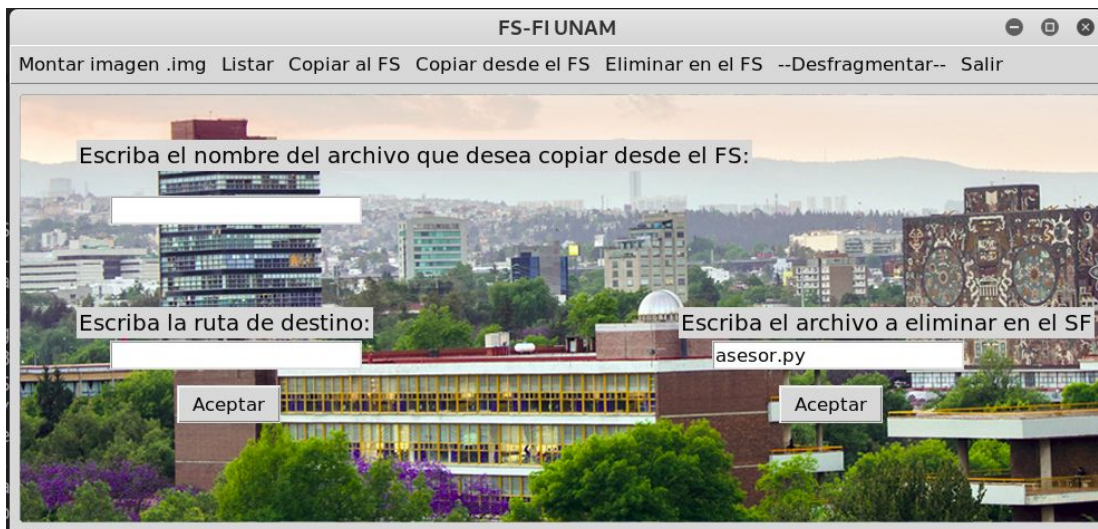 FS-FI UNAM
Montar imagen .img Listar Copiar al FS Copiar desde el FS Eliminar en el FS --Desfragmentar-- Salir
Escriba el nombre del archivo que desea copiar desde el FS:
Escriba la ruta de destino:
Aceptar
Escriba el archivo a eliminar en el SF
asesor.py
Aceptar